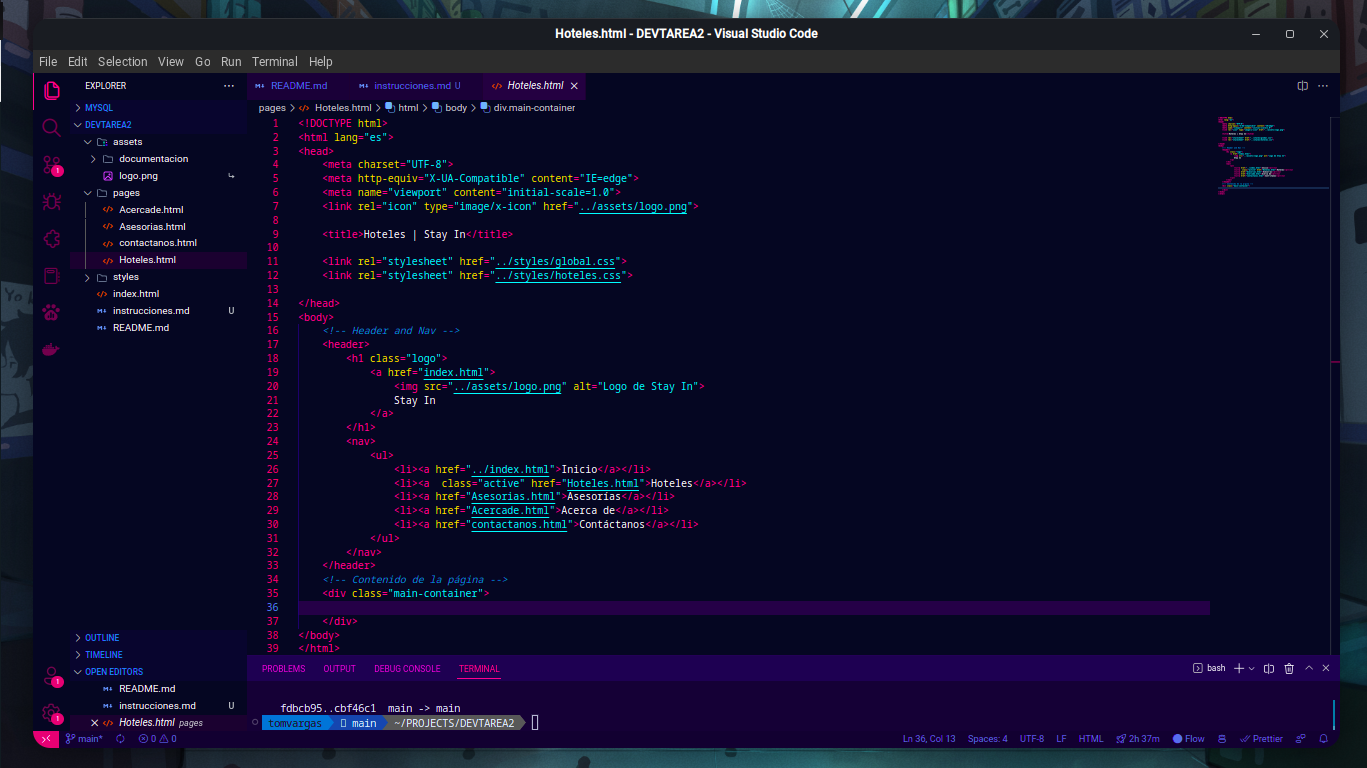 Hoteles.html - DEVTAREA2 - Visual Studio Code
File Edit Selection View Go Run Terminal Help
EXPLORER
MYSQL
DEVTAREA2
assets
documentacion
logo.png
pages
Acercade.html
Asesorias.html
contactanos.html
Hoteles.html
styles
index.html
instrucciones.md U
README.md
OUTLINE
TIMELINE
OPEN EDITORS
README.md
instrucciones.md U
Hoteles.html pages
README.md instrucciones.md U Hoteles.html
pages > Hoteles.html > html > body > div.main-container
1 <!DOCTYPE html>
2 <html lang="es">
3 <head>
4 <meta charset="UTF-8">
5 <meta http-equiv="X-UA-Compatible" content="IE=edge">
6 <meta name="viewport" content="initial-scale=1.0">
7 <link rel="icon" type="image/x-icon" href="../assets/logo.png">
8
9 <title>Hoteles | Stay In</title>
10
11 <link rel="stylesheet" href="../styles/global.css">
12 <link rel="stylesheet" href="../styles/hoteles.css">
13
14 </head>
15 <body>
16 <!-- Header and Nav -->
17 <header>
18 <h1 class="logo">
19 <a href="index.html">
20 <img src="../assets/logo.png" alt="Logo de Stay In">
21 Stay In
22 </a>
23 </h1>
24 <nav>
25 <ul>
26 <li><a href="../index.html">Inicio</a></li>
27 <li><a  class="active" href="Hoteles.html">Hoteles</a></li>
28 <li><a href="Asesorias.html">Asesorías</a></li>
29 <li><a href="Acercade.html">Acerca de</a></li>
30 <li><a href="contactanos.html">Contáctanos</a></li>
31 </ul>
32 </nav>
33 </header>
34 <!-- Contenido de la página -->
35 <div class="main-container">
36
37 </div>
38 </body>
39 </html>
PROBLEMS OUTPUT DEBUG CONSOLE TERMINAL bash
fdbcb95..cbf46c1  main -> main
tomvargas main ~/PROJECTS/DEVTAREA2
main* 0 0 Ln 36, Col 13 Spaces: 4 UTF-8 LF HTML 2h 37m Flow Prettier
1
1
1